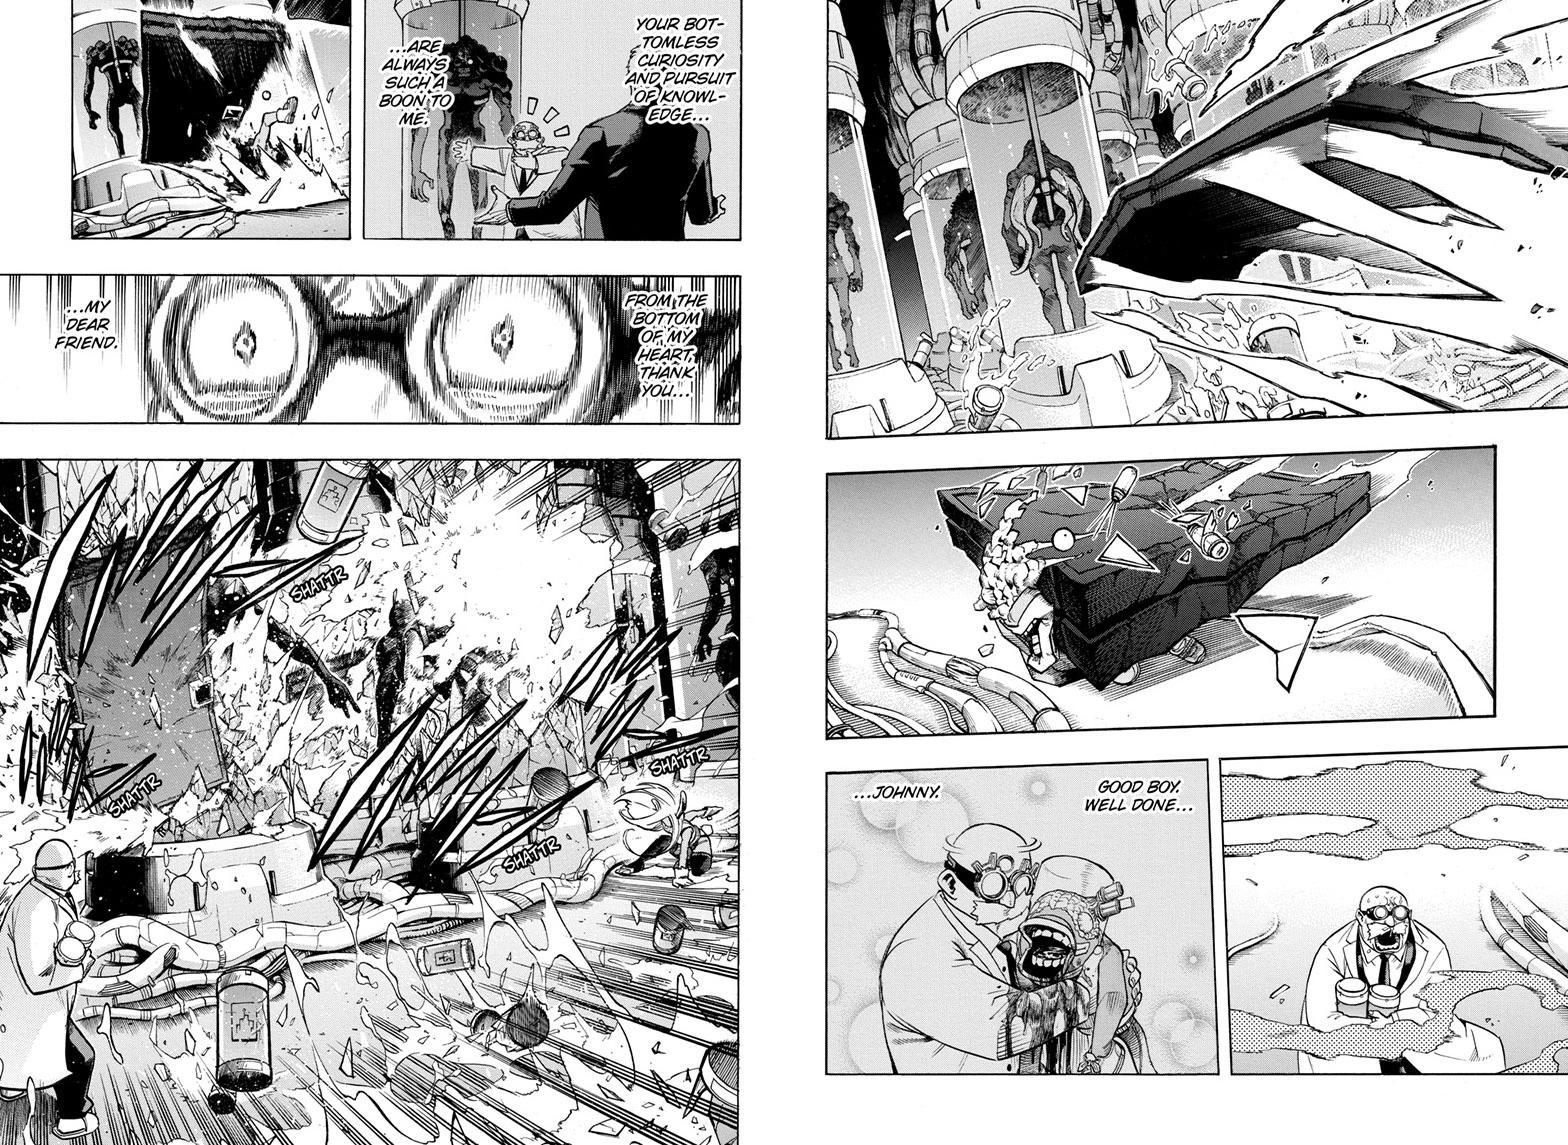 GOOD BOY.
WELL DONE...
...JOHNNY.
YOUR BOT-
TOMLESS
CURIOSITY
AND PURSUIT
OF KNOWL-
EDGE...
...ARE
ALWAYS
SUCH A
BOON TO
ME.
FROM THE
BOTTOM
OF MY
HEART,
THANK
YOU...
...MY
DEAR
FRIEND.
SHATTR
SHATTR
SHATTR
SHATTR